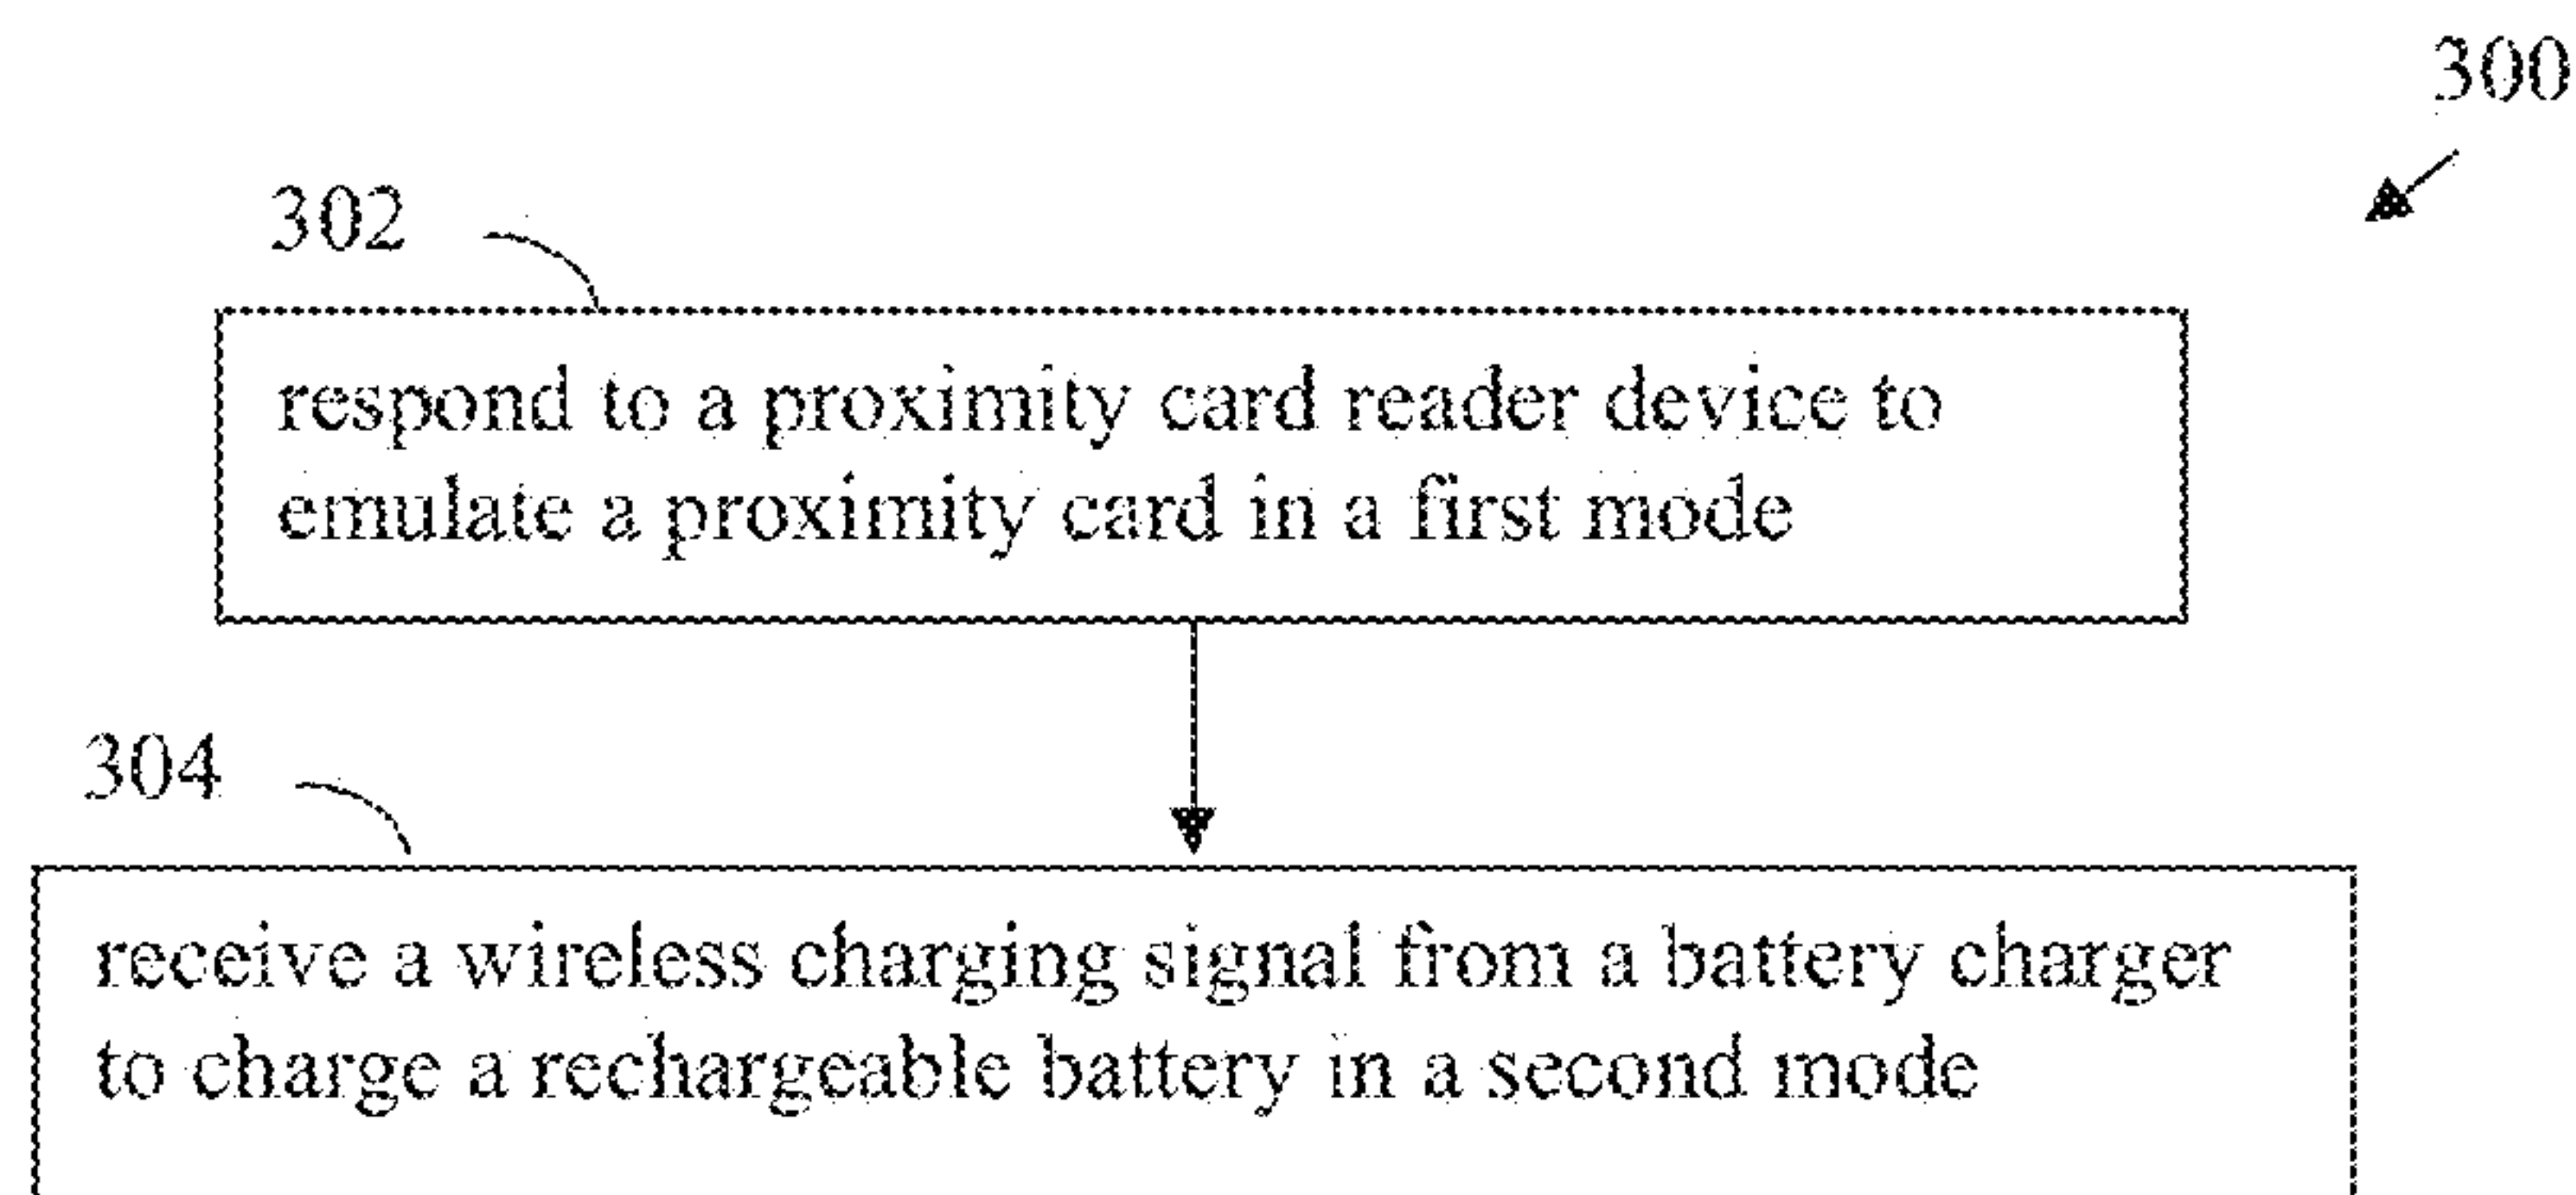 300
302
respond to a proximity card reader device to
emulate a proximity card in a first mode
304
receive a wireless charging signal from a battery charger
to charge a rechargeable battery in a second mode